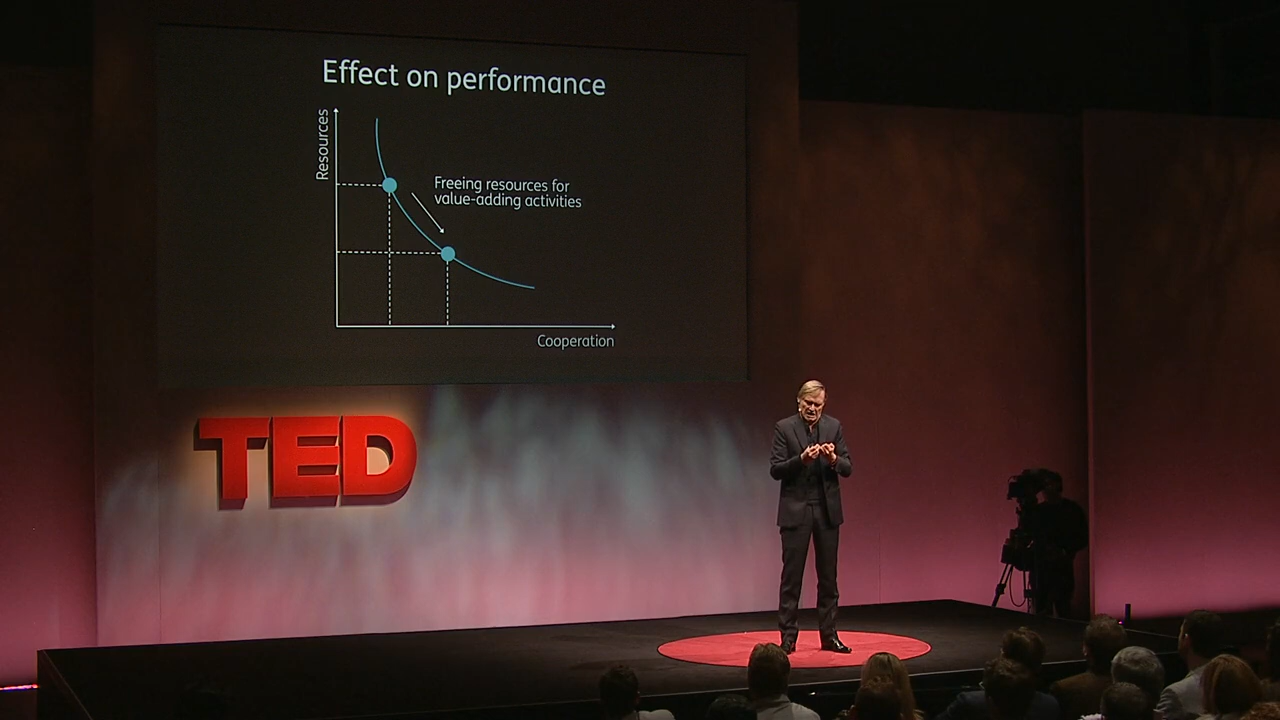 Effect on performance
Resources
Freeing resources for
value-adding activities
Cooperation
TED